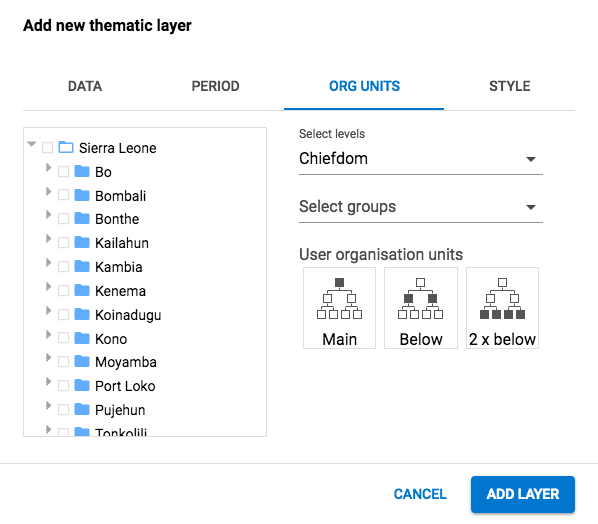 Add new thematic layer
DATA PERIOD ORG UNITS STYLE
Sierra Leone
Bo
Bombali
Bonthe
Kailahun
Kambia
Kenema
Koinadugu
Kono
Moyamba
Port Loko
Pujehun
Tonkolili
Select levels
Chiefdom
Select groups
User organisation units
Main Below 2 x below
CANCEL ADD LAYER